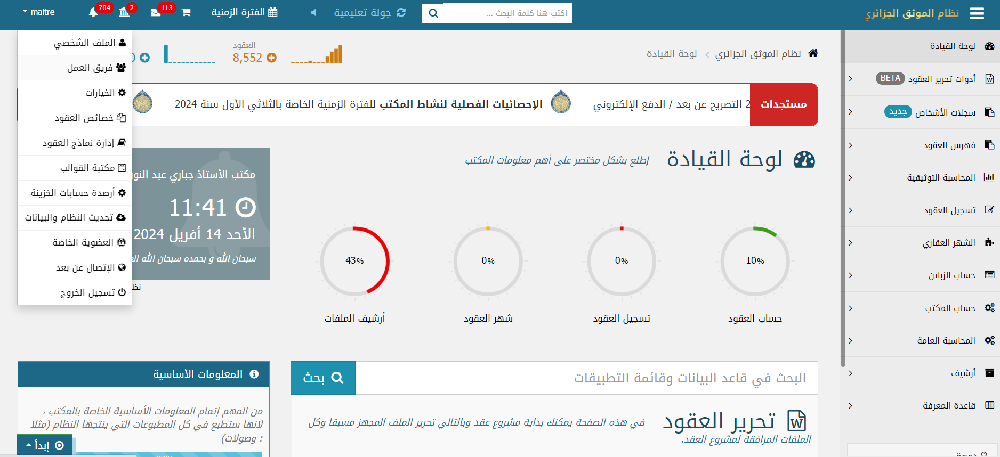 نظام الموثق الجزائري
اكتب هنا كلمة البحث ...
جولة تعليمية
الفترة الزمنية
113
2
704
maitre
لوحة القيادة
أدوات تحرير العقود BETA
سجلات الأشخاص جديد
فهرس العقود
المحاسبة التوثيقية
تسجيل العقود
الشهر العقاري
حساب الزبائن
حساب المكتب
المحاسبة العامة
أرشيف
قاعدة المعرفة
نظام الموثق الجزائري
لوحة القيادة
العقود
8,552
0
الملف الشخصي
فريق العمل
الخيارات
خصائص العقود
إدارة نماذج العقود
مكتبة القوالب
أرصدة حسابات الخزينة
تحديث النظام والبيانات
العضوية الخاصة
الإتصال عن بعد
تسجيل الخروج
مستجدات
2 التصريح عن بعد / الدفع الإلكتروني
الإحصائيات الفصلية لنشاط المكتب للفترة الزمنية الخاصة بالثلاثي الأول سنة 2024
لوحة القيادة
إطلع بشكل مختصر على أهم معلومات المكتب
مكتب الأستاذ جباري عبد
11:41
الأحد 14 أفريل 2024
سبحان الله و بحمده سبحان الله
10%
0%
0%
43%
حساب العقود
تسجيل العقود
شهر العقود
أرشيف الملفات
البحث في قاعد البيانات وقائمة التطبيقات
بحث
تحرير العقود
في هذه الصفحة يمكنك بداية مشروع عقد وبالتالي تحرير الملف المجهز مسبقا وكل
الملفات المرافقة لمشروع العقد.
المعلومات الأساسية
من المهم إتمام المعلومات الأساسية الخاصة بالمكتب ،
لانها ستطبع في كل المطبوعات التي ينتجها النظام (مثلا
: وصولات)
إبدأ